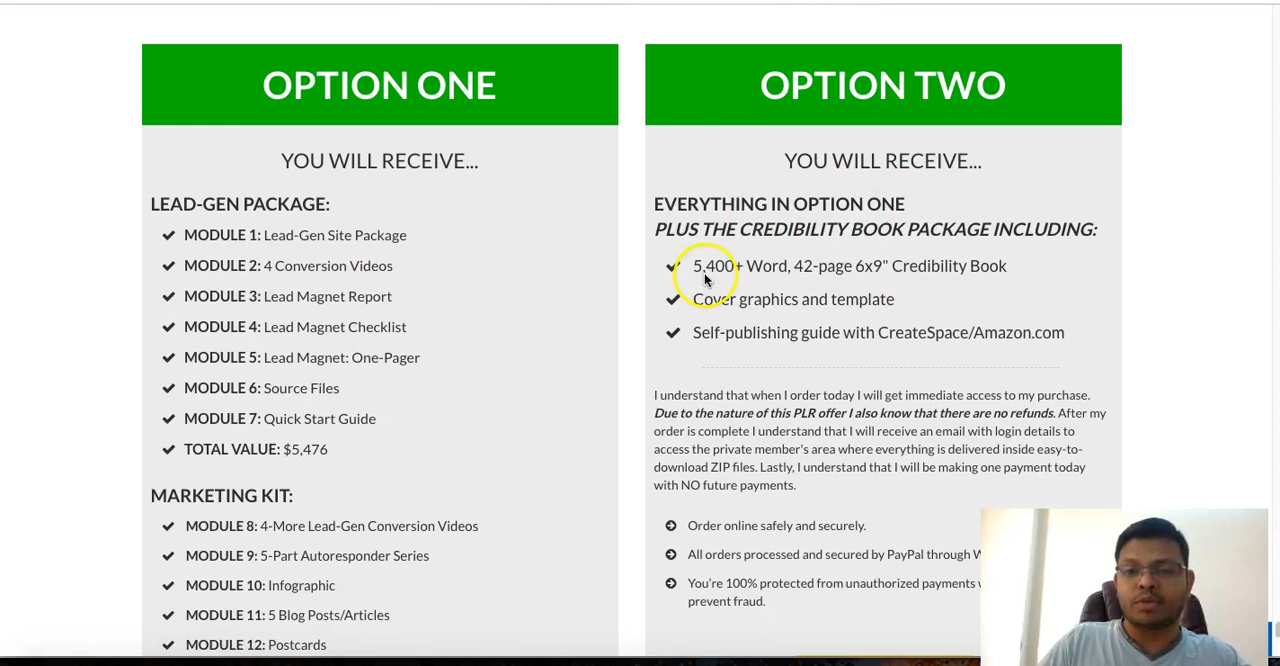 OPTION ONE
YOU WILL RECEIVE...
LEAD-GEN PACKAGE:
MODULE 1: Lead-Gen Site Package
MODULE 2: 4 Conversion Videos
MODULE 3: Lead Magnet Report
MODULE 4: Lead Magnet Checklist
MODULE 5: Lead Magnet: One-Pager
MODULE 6: Source Files
MODULE 7: Quick Start Guide
TOTAL VALUE: $5,476
MARKETING KIT:
MODULE 8: 4-More Lead-Gen Conversion Videos
MODULE 9: 5-Part Autoresponder Series
MODULE 10: Infographic
MODULE 11: 5 Blog Posts/Articles
MODULE 12: Postcards
OPTION TWO
YOU WILL RECEIVE...
EVERYTHING IN OPTION ONE
PLUS THE CREDIBILITY BOOK PACKAGE INCLUDING:
5,400+ Word, 42-page 6x9" Credibility Book
Cover graphics and template
Self-publishing guide with CreateSpace/Amazon.com
I understand that when I order today I will get immediate access to my purchase.
Due to the nature of this PLR offer I also know that there are no refunds. After my
order is complete I understand that I will receive an email with login details to
access the private member's area where everything is delivered inside easy-to-
download ZIP files. Lastly, I understand that I will be making one payment today
with NO future payments.
Order online safely and securely.
All orders processed and secured by PayPal through
You're 100% protected from unauthorized payments
prevent fraud.